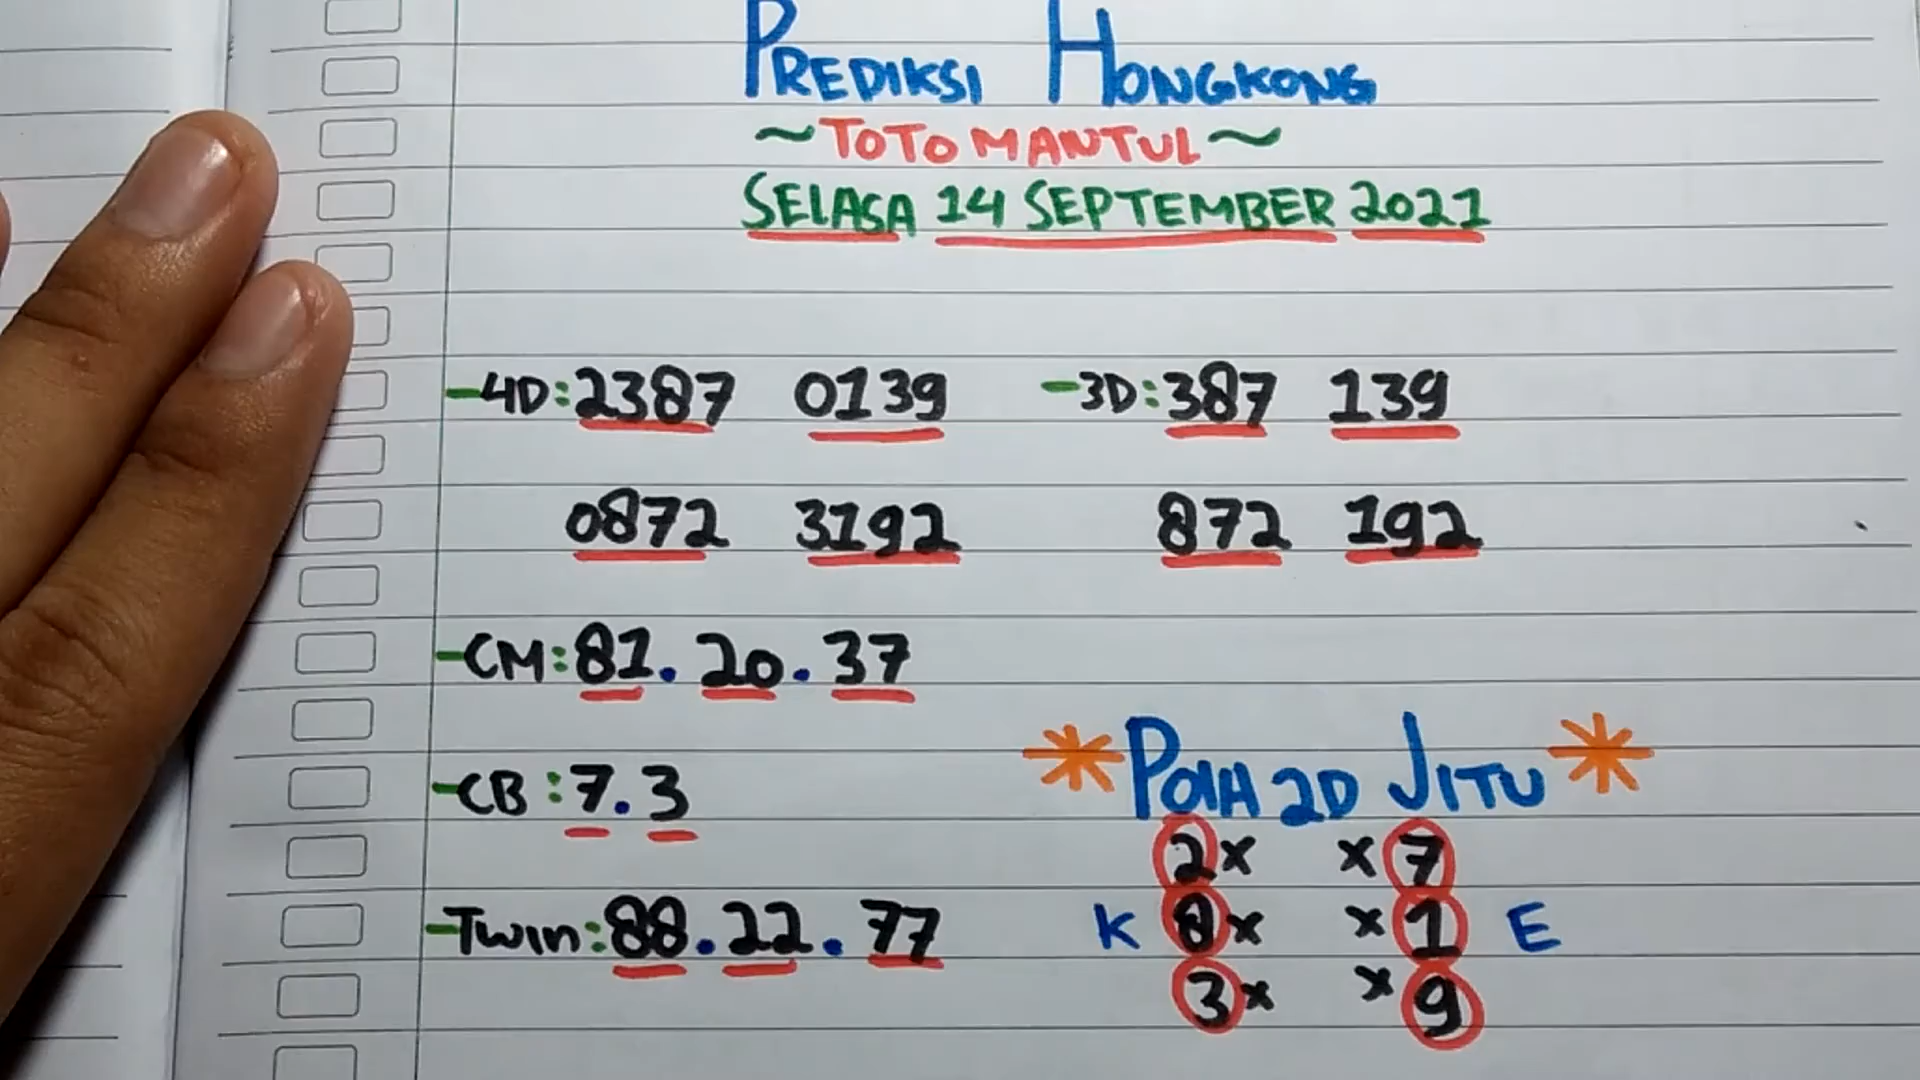 PREDIKSI HONGKONG
~TOTO MANTUL~
SELASA 14 SEPTEMBER 2021
-4D:2387 0139 -3D:387 139
0872 3192 872 192
-CM:81.20.37
*POlA 2D JITU*
-CB:7.3
2x x7
-Twin:88.22.77 K 8x x1 E
3x x9